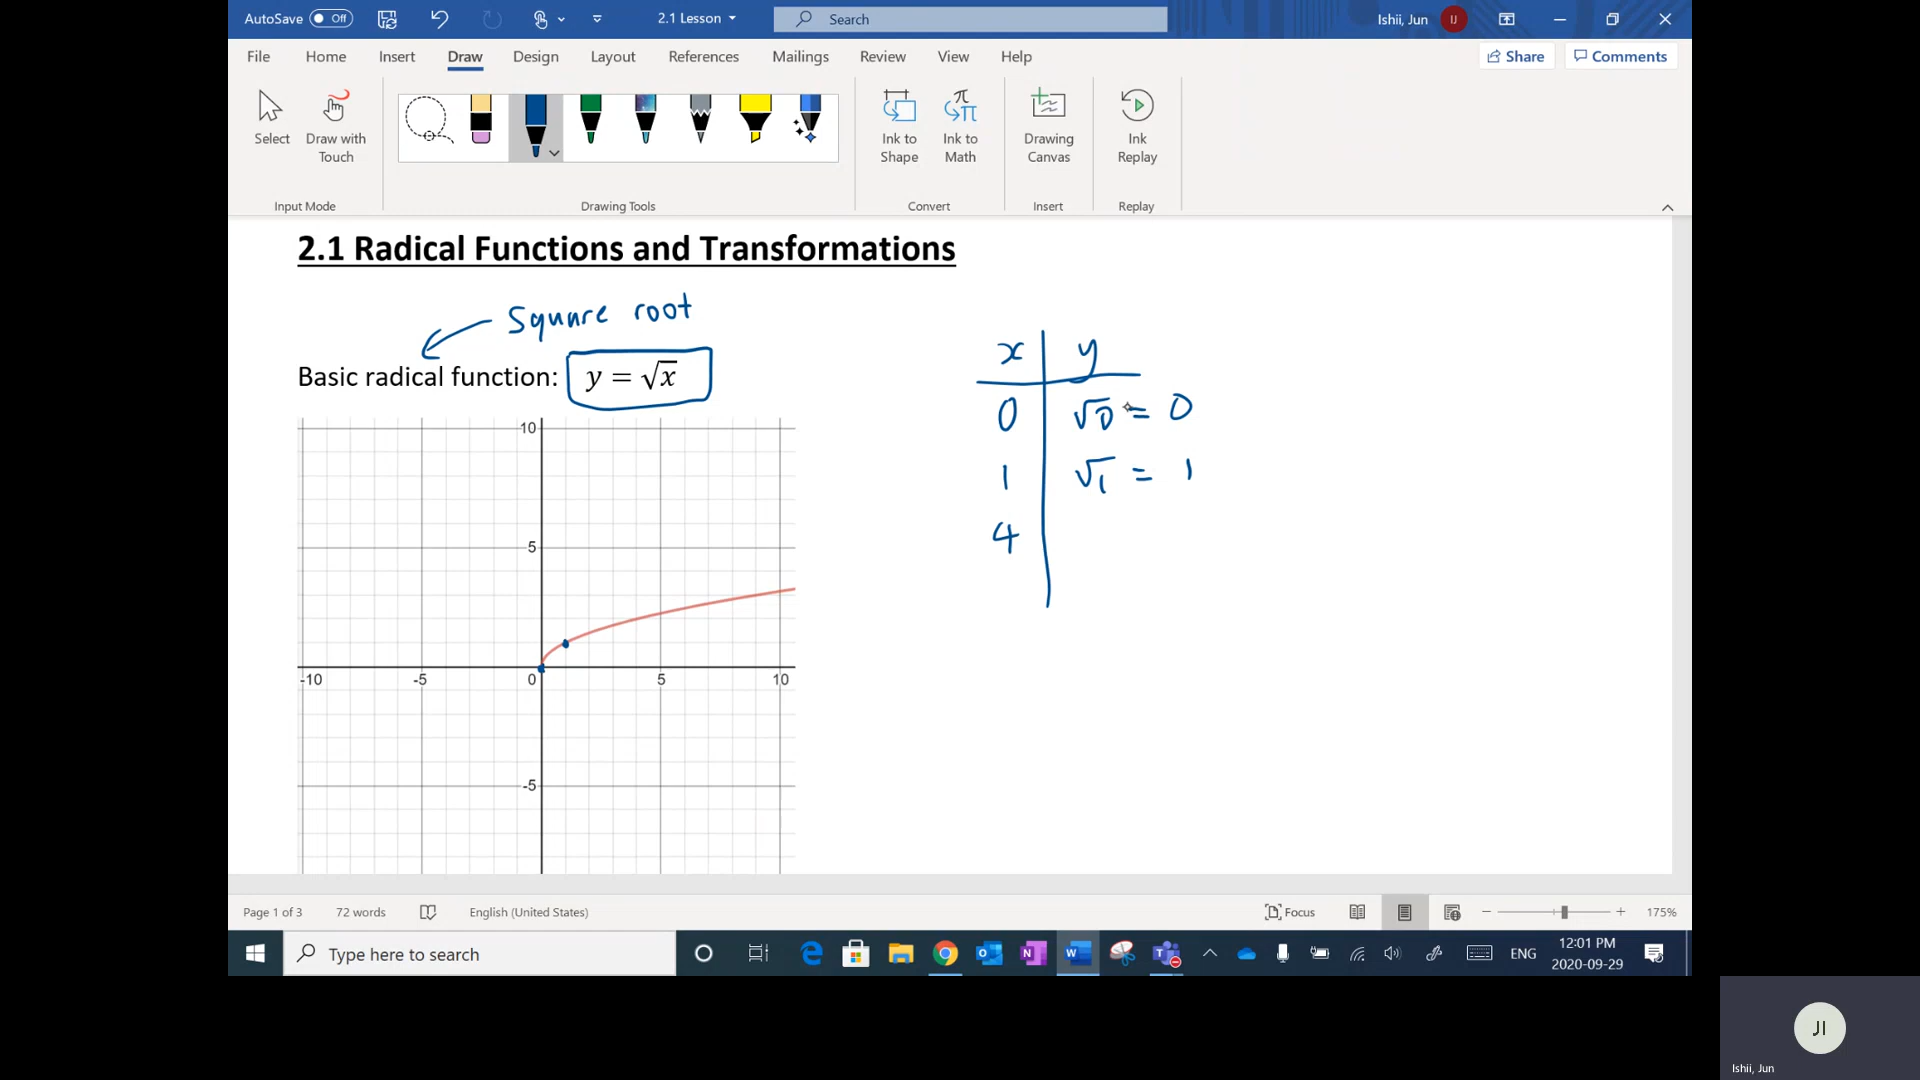 AutoSave Off 2.1 Lesson Search Ishii, Jun IJ
File Home Insert Draw Design Layout References Mailings Review View Help Share Comments
Select Draw with Touch Ink to Shape Ink to Math Drawing Canvas Ink Replay
Input Mode Drawing Tools Convert Insert Replay
2.1 Radical Functions and Transformations
Square root
Basic radical function: y = √x
x y
0 √0 = 0
1 √1 = 1
4
10
5
-10 -5 0 5 10
-5
Page 1 of 3 72 words English (United States) Focus 175%
Type here to search ENG 12:01 PM
2020-09-29
JI
Ishii, Jun